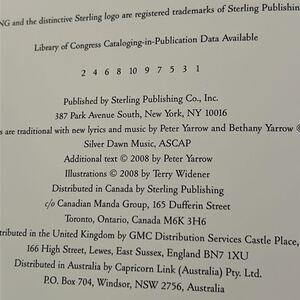 NG and the distinctive Sterling logo are registered trademarks of Sterling Publishin
Library of Congress Cataloging-in-Publication Data Available
2 4 6 8 10 9 7 5 3 1
Published by Sterling Publishing Co., Inc.
387 Park Avenue South, New York, NY 10016
s are traditional with new lyrics and music by Peter Yarrow and Bethany Yarrow ©
Silver Dawn Music, ASCAP
Additional text © 2008 by Peter Yarrow
Illustrations © 2008 by Terry Widener
Distributed in Canada by Sterling Publishing
c/o Canadian Manda Group, 165 Dufferin Street
Toronto, Ontario, Canada M6K 3H6
tributed in the United Kingdom by GMC Distribution Services Castle Place,
166 High Street, Lewes, East Sussex, England BN7 1XU
Distributed in Australia by Capricorn Link (Australia) Pty. Ltd.
P.O. Box 704, Windsor, NSW 2756, Australia